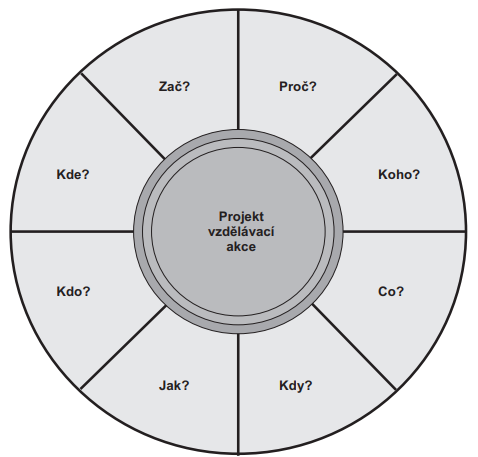 Zač?
Proč?
Kde?
Koho?
Projekt
vzdělávací
akce
Kdo?
Co?
Jak?
Kdy?